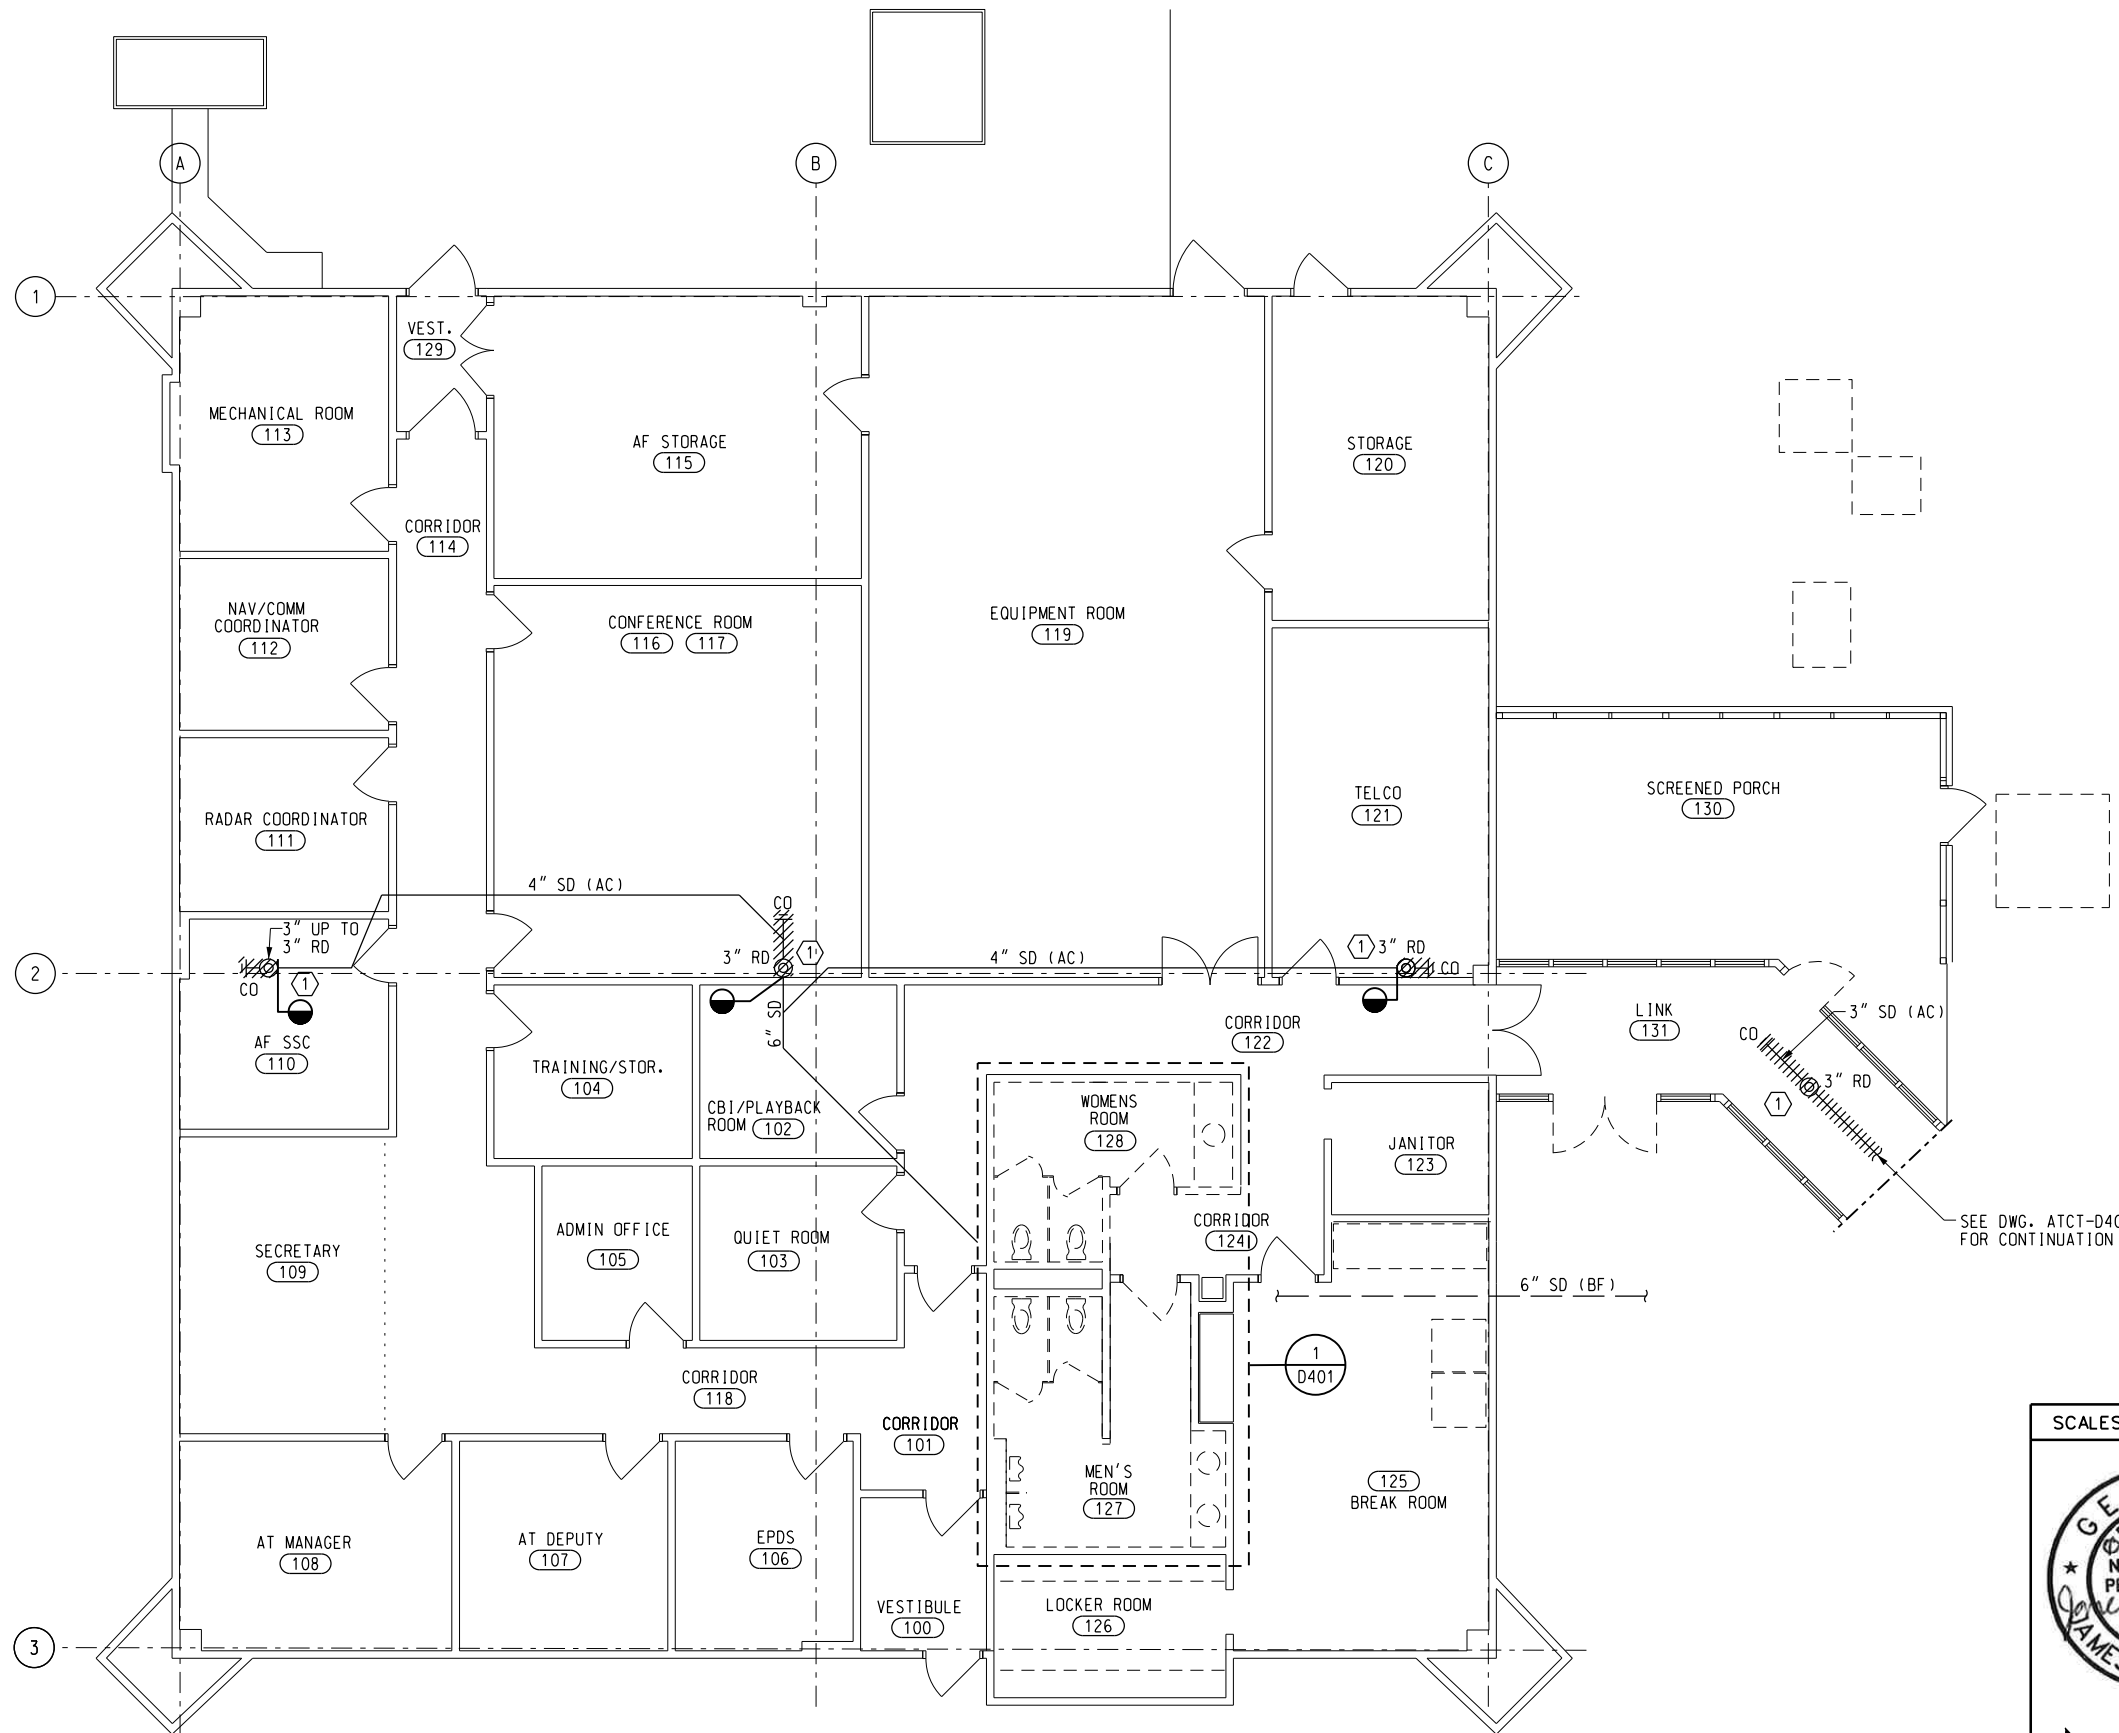 A
B
C
1
VEST.
129
MECHANICAL ROOM
113
AF STORAGE
115
STORAGE
120
CORRIDOR
114
NAV/COMM
COORDINATOR
112
CONFERENCE ROOM
116 117
EQUIPMENT ROOM
119
RADAR COORDINATOR
111
TELCO
121
SCREENED PORCH
130
4" SD (AC)
CO
3" UP TO
3" RD
3" RD
1
4" SD (AC)
1
3" RD
CO
2
CO
1
6" SD
AF SSC
110
CORRIDOR
122
LINK
131
3" SD (AC)
CO
3" RD
1
TRAINING/STOR.
104
CBI/PLAYBACK
ROOM 102
WOMENS
ROOM
128
JANITOR
123
SECRETARY
109
ADMIN OFFICE
105
QUIET ROOM
103
CORRIDOR
124
SEE DWG. ATCT-D40
FOR CONTINUATION
6" SD (BF)
1
D401
CORRIDOR
118
CORRIDOR
101
MEN'S
ROOM
127
125
BREAK ROOM
AT MANAGER
108
AT DEPUTY
107
EPDS
106
VESTIBULE
100
LOCKER ROOM
126
3
SCALES